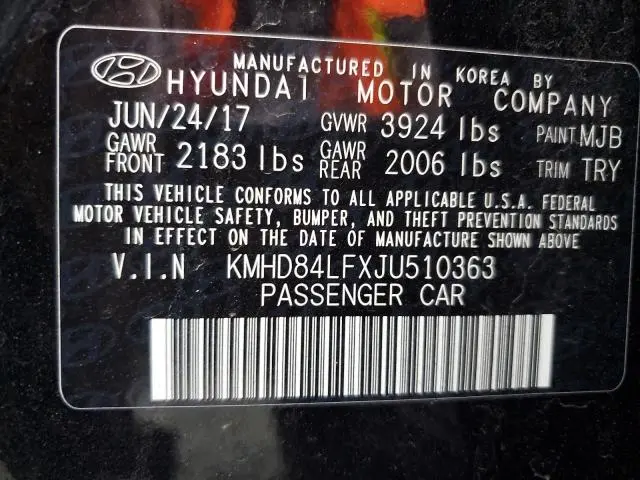 MANUFACTURED IN KOREA BY
HYUNDAI MOTOR COMPANY
JUN/24/17 GVWR 3924 lbs PAINT MJB
GAWR FRONT 2183 lbs GAWR REAR 2006 lbs TRIM TRY
THIS VEHICLE CONFORMS TO ALL APPLICABLE U.S.A. FEDERAL
MOTOR VEHICLE SAFETY, BUMPER, AND THEFT PREVENTION STANDARDS
IN EFFECT ON THE DATE OF MANUFACTURE SHOWN ABOVE
V.I.N KMHD84LFXJU510363
PASSENGER CAR